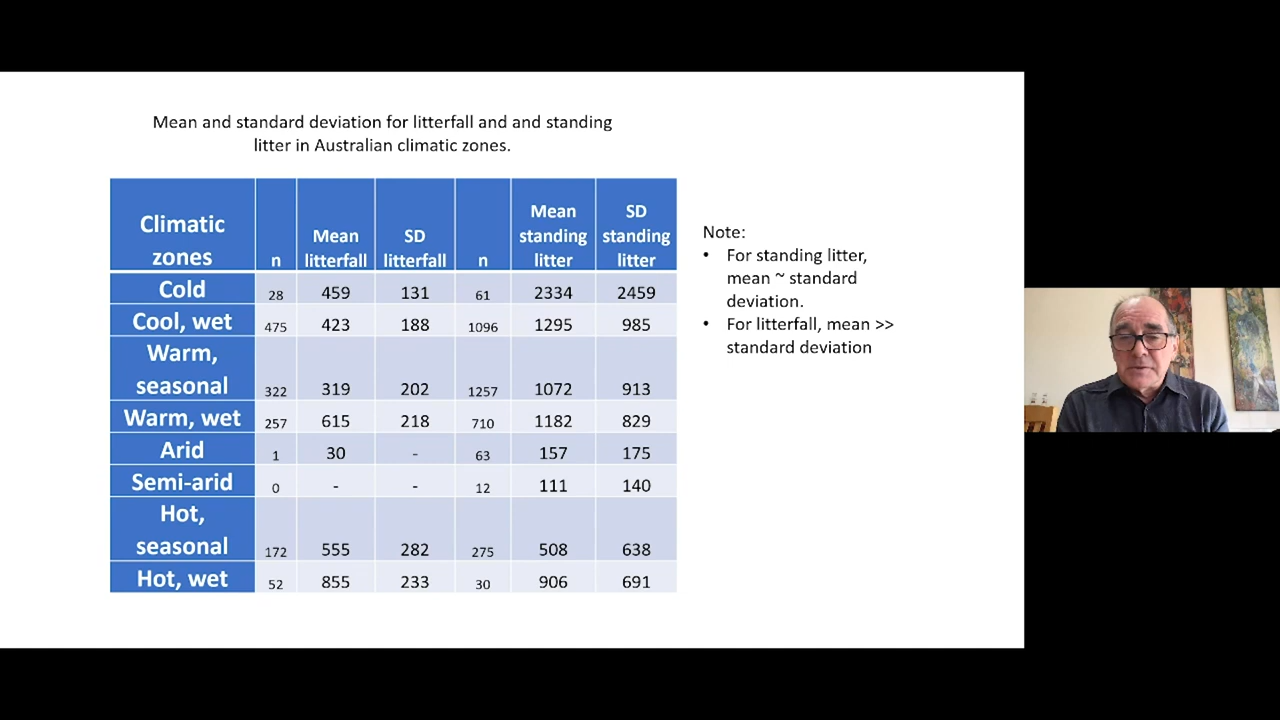 Mean and standard deviation for litterfall and and standing
litter in Australian climatic zones.
Climatic zones n Mean litterfall SD litterfall n Mean standing litter SD standing litter
Cold 28 459 131 61 2334 2459
Cool, wet 475 423 188 1096 1295 985
Warm, seasonal 322 319 202 1257 1072 913
Warm, wet 257 615 218 710 1182 829
Arid 1 30 - 63 157 175
Semi-arid 0 - - 12 111 140
Hot, seasonal 172 555 282 275 508 638
Hot, wet 52 855 233 30 906 691
Note:
• For standing litter,
mean ~ standard
deviation.
• For litterfall, mean >>
standard deviation